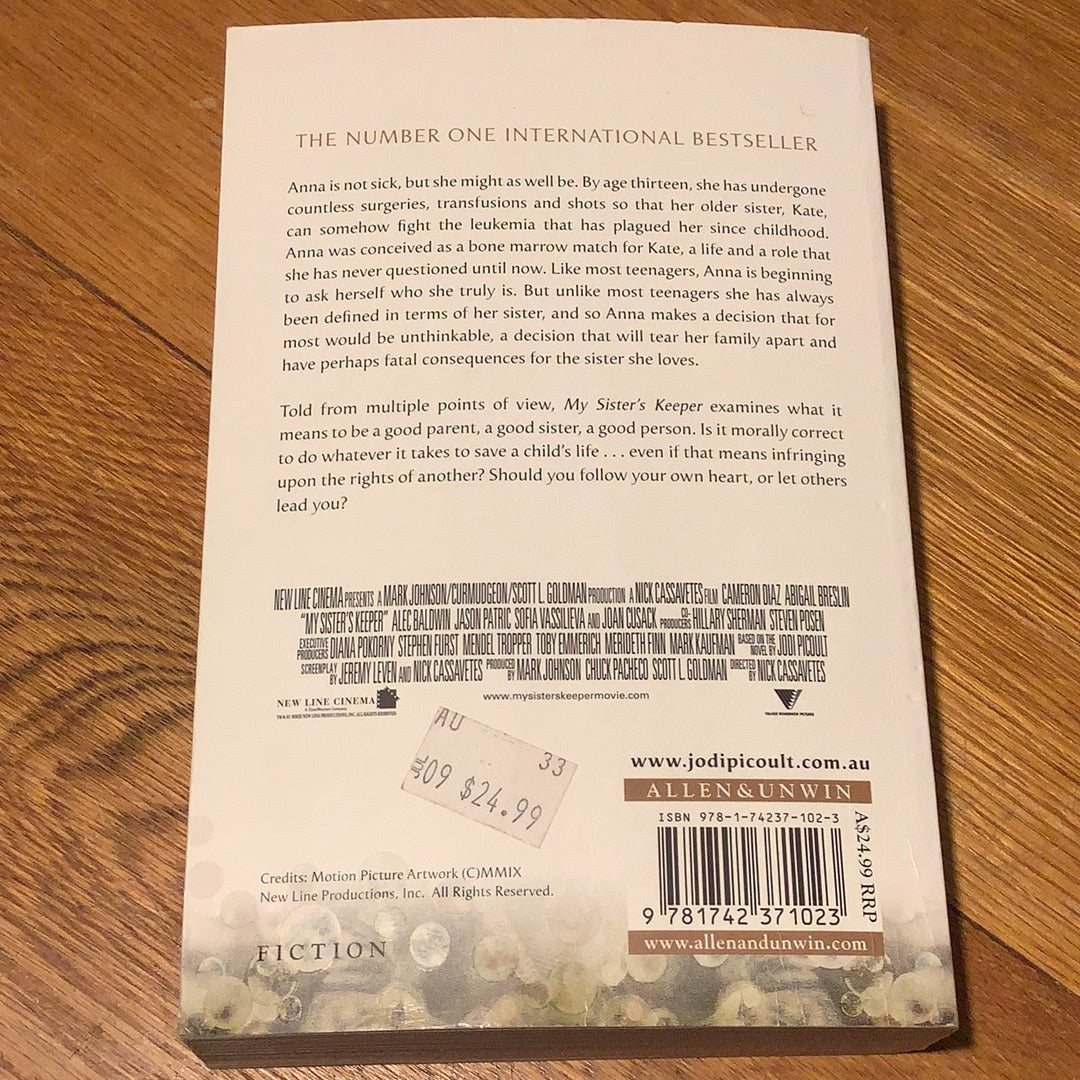 THE NUMBER ONE INTERNATIONAL BESTSELLER
Anna is not sick, but she might as well be. By age thirteen, she has undergone
countless surgeries, transfusions and shots so that her older sister, Kate,
can somehow fight the leukemia that has plagued her since childhood.
Anna was conceived as a bone marrow match for Kate, a life and a role that
she has never questioned until now. Like most teenagers, Anna is beginning
to ask herself who she truly is. But unlike most teenagers she has always
been defined in terms of her sister, and so Anna makes a decision that for
most would be unthinkable, a decision that will tear her family apart and
have perhaps fatal consequences for the sister she loves.
Told from multiple points of view, My Sister's Keeper examines what it
means to be a good parent, a good sister, a good person. Is it morally correct
to do whatever it takes to save a child's life . . . even if that means infringing
upon the rights of another? Should you follow your own heart, or let others
lead you?
NEW LINE CINEMA PRESENTS A MARK JOHNSON/CURMUDGEON/SCOTT L. GOLDMAN PRODUCTION A NICK CASSAVETES FILM CAMERON DIAZ ABIGAIL BRESLIN
"MY SISTER'S KEEPER" ALEC BALDWIN JASON PATRIC SOFIA VASSILIEVA AND JOAN CUSACK CO-PRODUCERS HILLARY SHERMAN STEVEN POSEN
EXECUTIVE PRODUCERS DIANA POKORNY STEPHEN FURST MENDEL TROPPER TOBY EMMERICH MERIDETH FINN MARK KAUFMAN BASED ON THE NOVEL BY JODI PICOULT
SCREENPLAY BY JEREMY LEVEN AND NICK CASSAVETES PRODUCED BY MARK JOHNSON CHUCK PACHECO SCOTT L. GOLDMAN DIRECTED BY NICK CASSAVETES
NEW LINE CINEMA
A TimeWarner Company
www.mysisterskeepermovie.com
VILLAGE ROADSHOW PICTURES
AU
33
09 $24.99
www.jodipicoult.com.au
ALLEN&UNWIN
ISBN 978-1-74237-102-3
A$24.99 RRP
9 781742 371023
www.allenandunwin.com
Credits: Motion Picture Artwork (C)MMIX
New Line Productions, Inc. All Rights Reserved.
FICTION